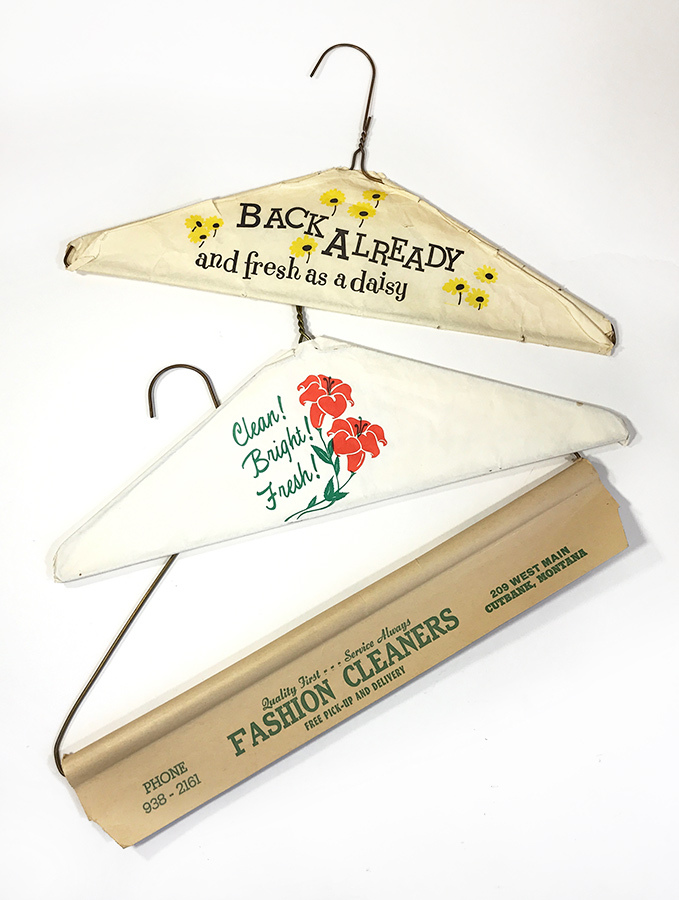 BACK ALREADY
and fresh as a daisy
Clean!
Bright!
Fresh!
Quality First - - - Service Always
FASHION CLEANERS
FREE PICK-UP AND DELIVERY
209 WEST MAIN
CUTBANK, MONTANA
PHONE
938 - 2161